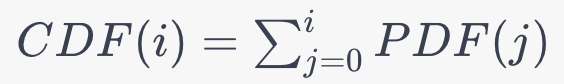 CDF(i) = ∑_{j=0}^{i} PDF(j)